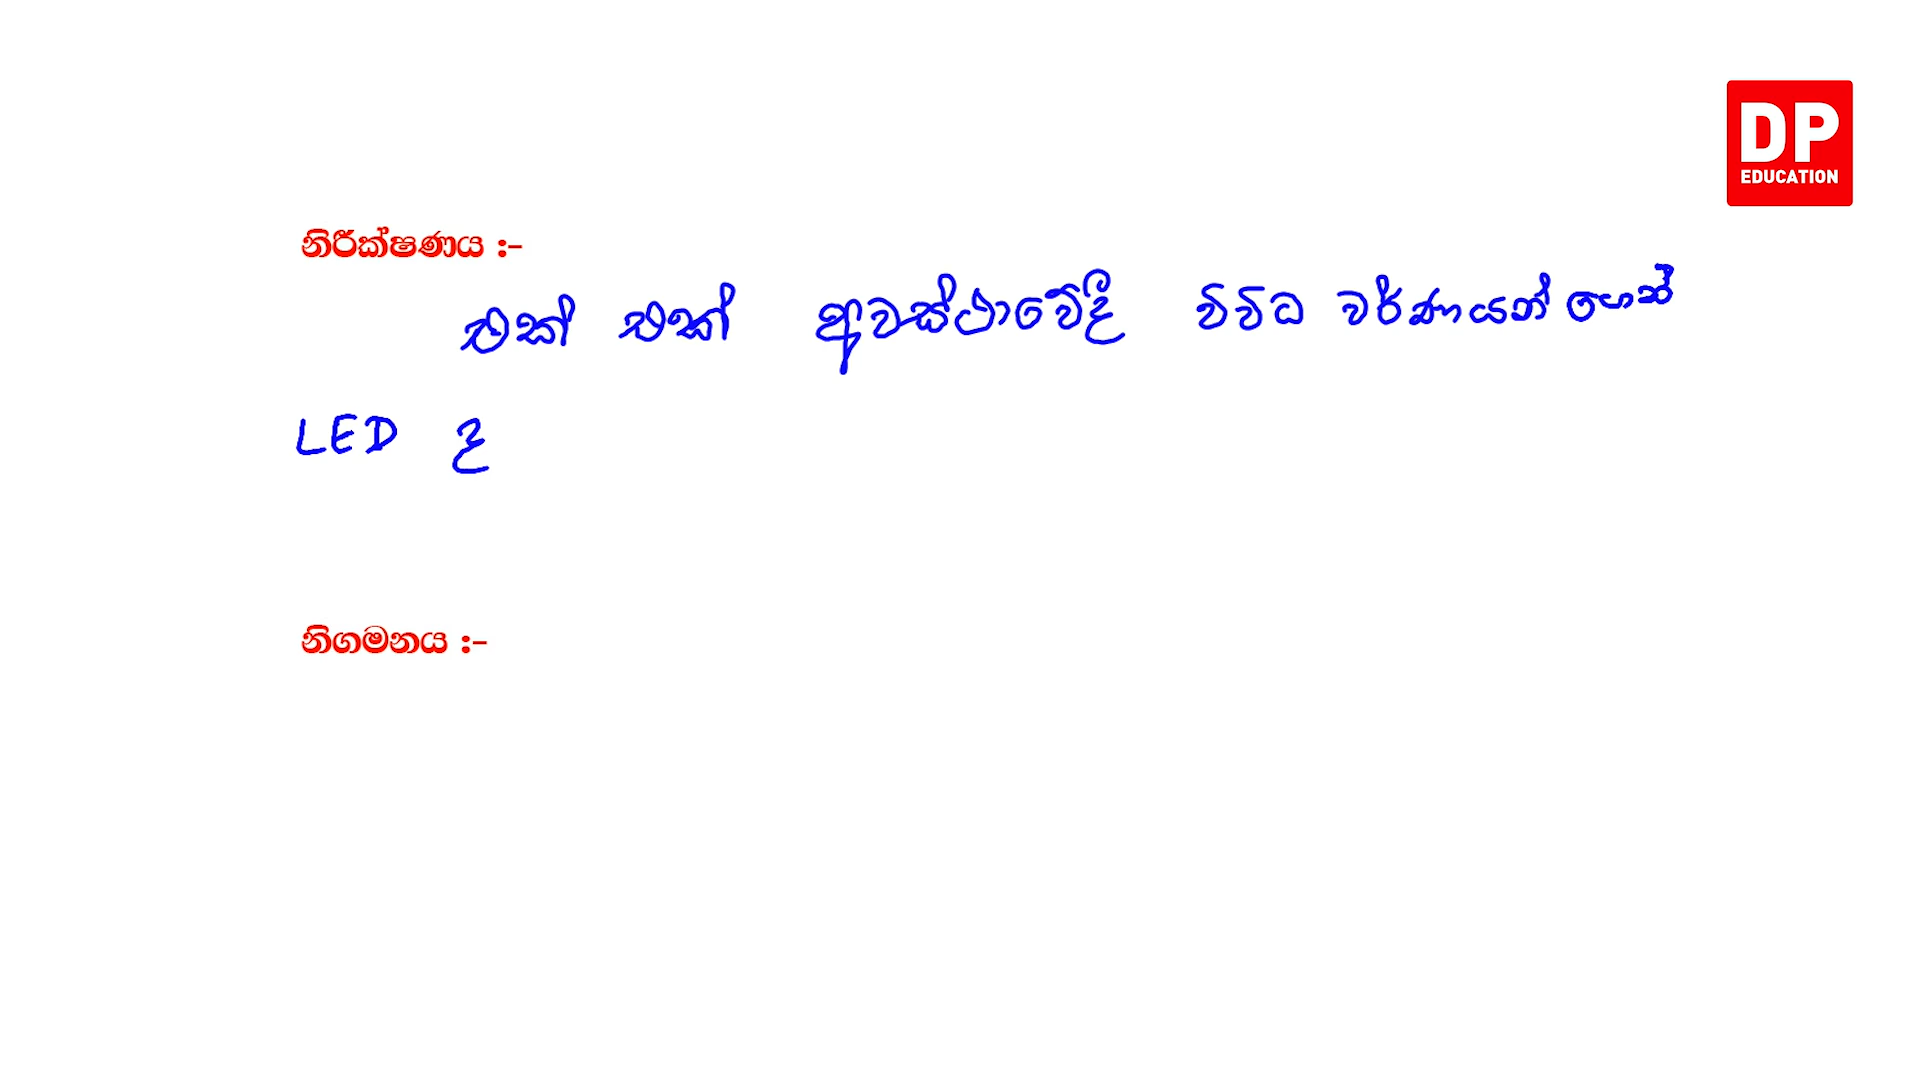 DP
EDUCATION
නිරීක්ෂණය :-
එක් එක් අවස්ථාවේදී විවිධ වර්ණයන් ගෙන්
LED ද
නිගමනය :-